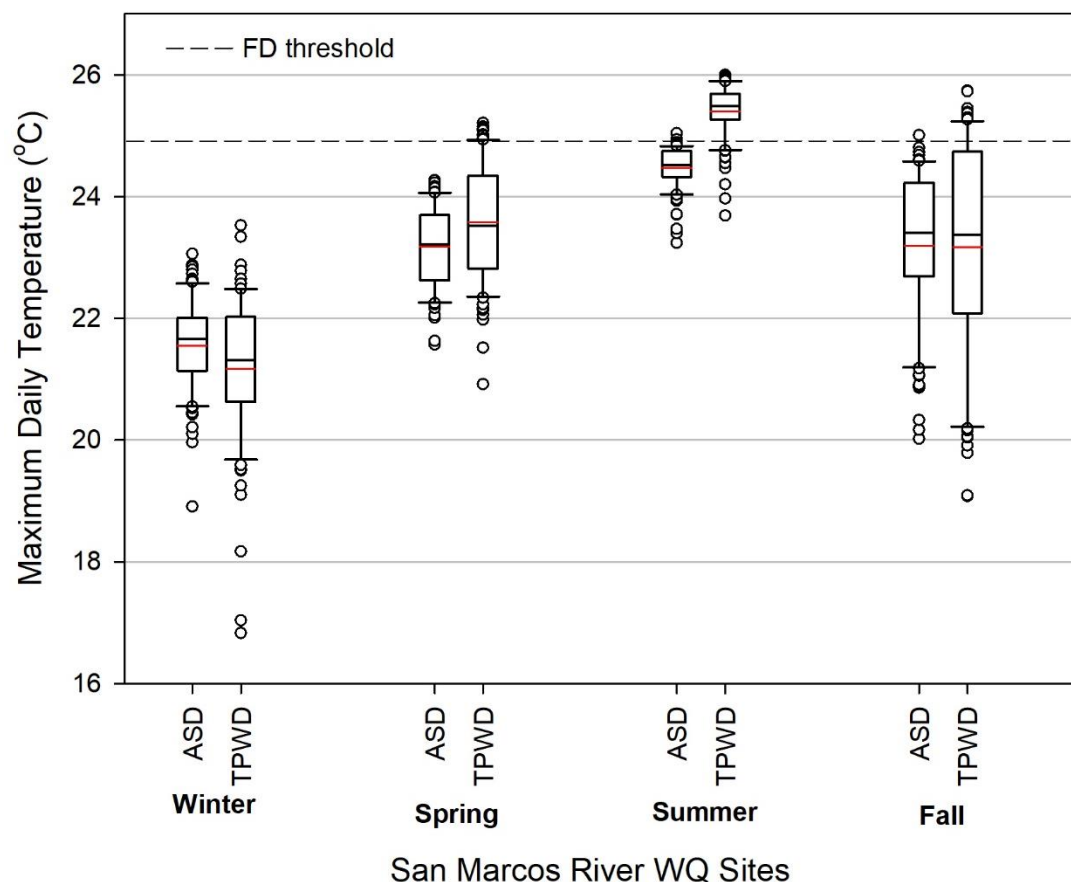 FD threshold
26
24
22
20
18
16
Maximum Daily Temperature (°C)
ASD
TPWD
ASD
TPWD
ASD
TPWD
ASD
TPWD
Winter
Spring
Summer
Fall
San Marcos River WQ Sites